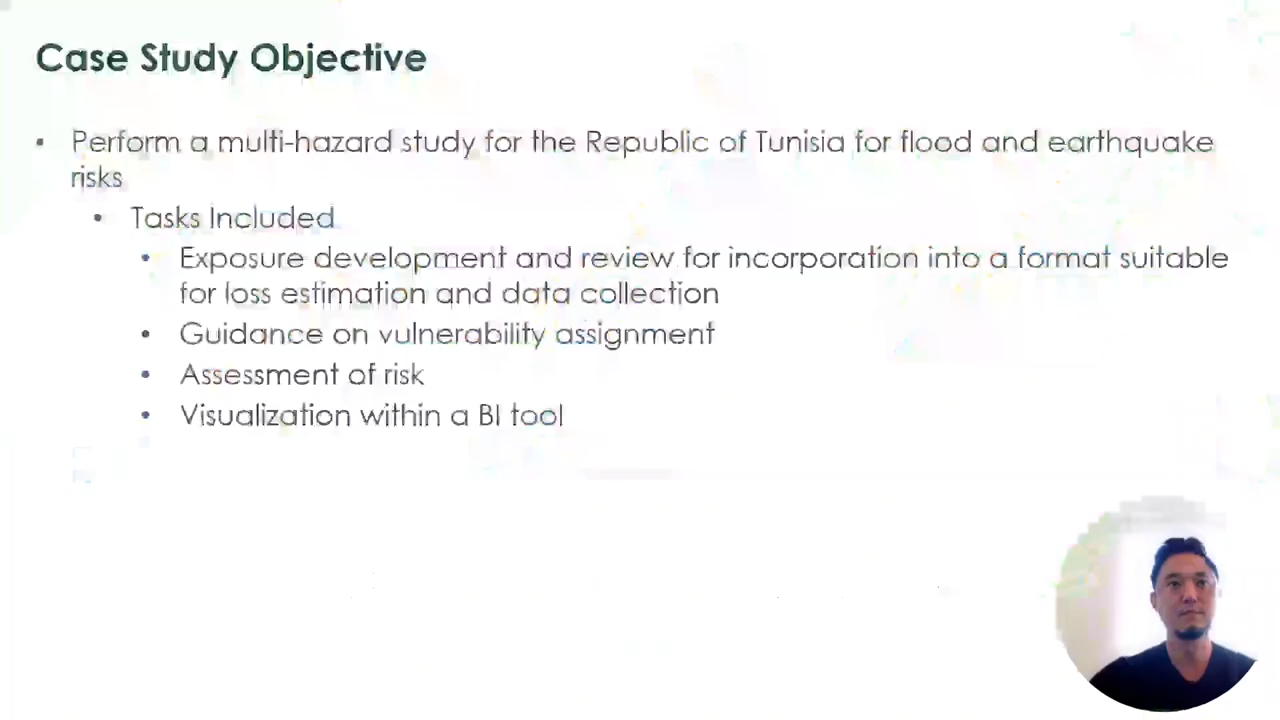 Case Study Objective
• Perform a multi-hazard study for the Republic of Tunisia for flood and earthquake
risks
• Tasks Included
• Exposure development and review for incorporation into a format suitable
for loss estimation and data collection
• Guidance on vulnerability assignment
• Assessment of risk
• Visualization within a BI tool